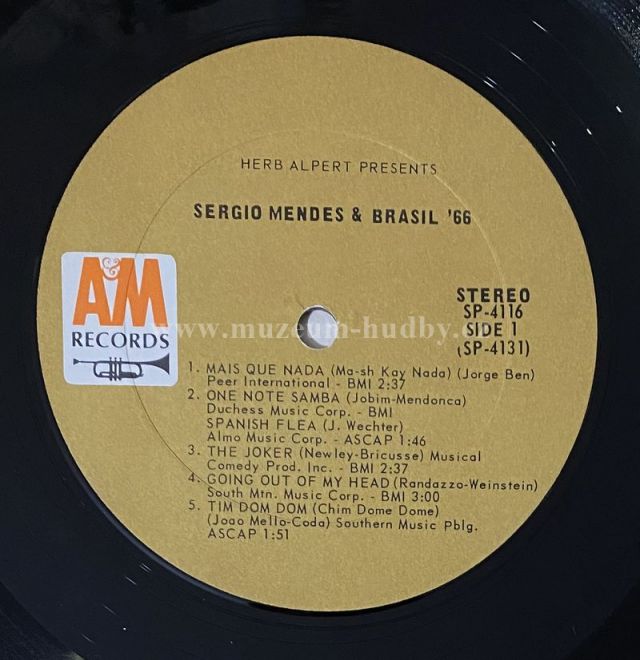 HERB ALPERT PRESENTS
SERGIO MENDES & BRASIL '66
A&M
RECORDS
STEREO
SP-4116
SIDE 1
(SP-4131)
www.muzeum-hudby.
1. MAIS QUE NADA (Ma-sh Kay Nada) (Jorge Ben)
Peer International - BMI 2:37
2. ONE NOTE SAMBA (Jobim-Mendonca)
Duchess Music Corp. - BMI
SPANISH FLEA (J. Wechter)
Almo Music Corp. - ASCAP 1:46
3. THE JOKER (Newley-Bricusse) Musical
Comedy Prod. Inc. - BMI 2:37
4. GOING OUT OF MY HEAD (Randazzo-Weinstein)
South Mtn. Music Corp. - BMI 3:00
5. TIM DOM DOM (Chim Dome Dome)
(Joao Mello-Coda) Southern Music Pblg.
ASCAP 1:51